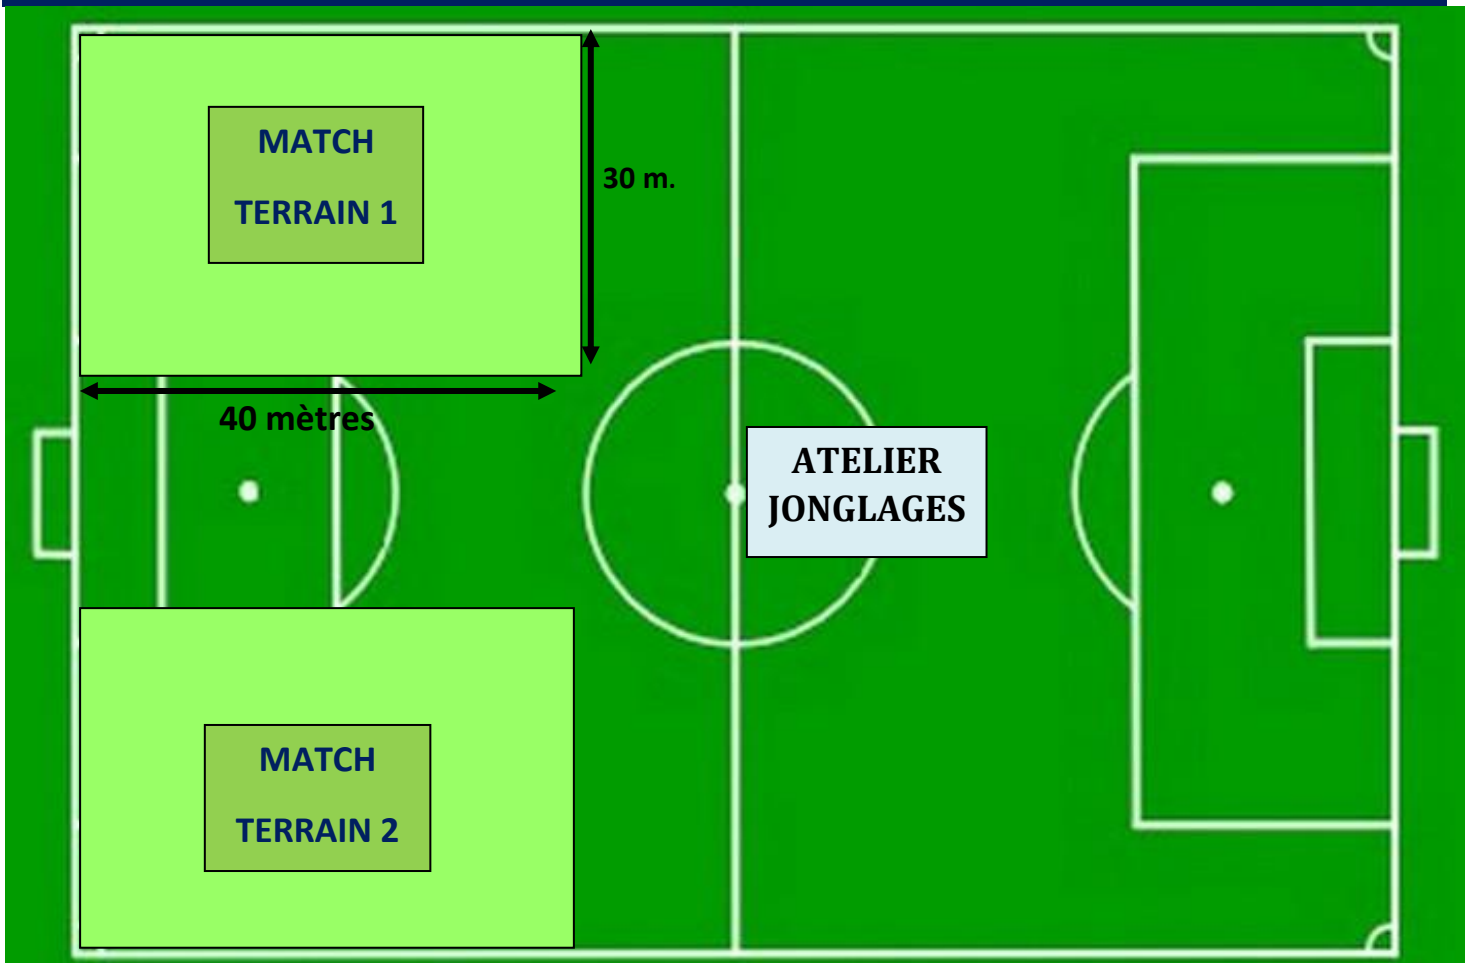 MATCH
TERRAIN 1
30 m.
40 mètres
ATELIER
JONGLAGES
MATCH
TERRAIN 2